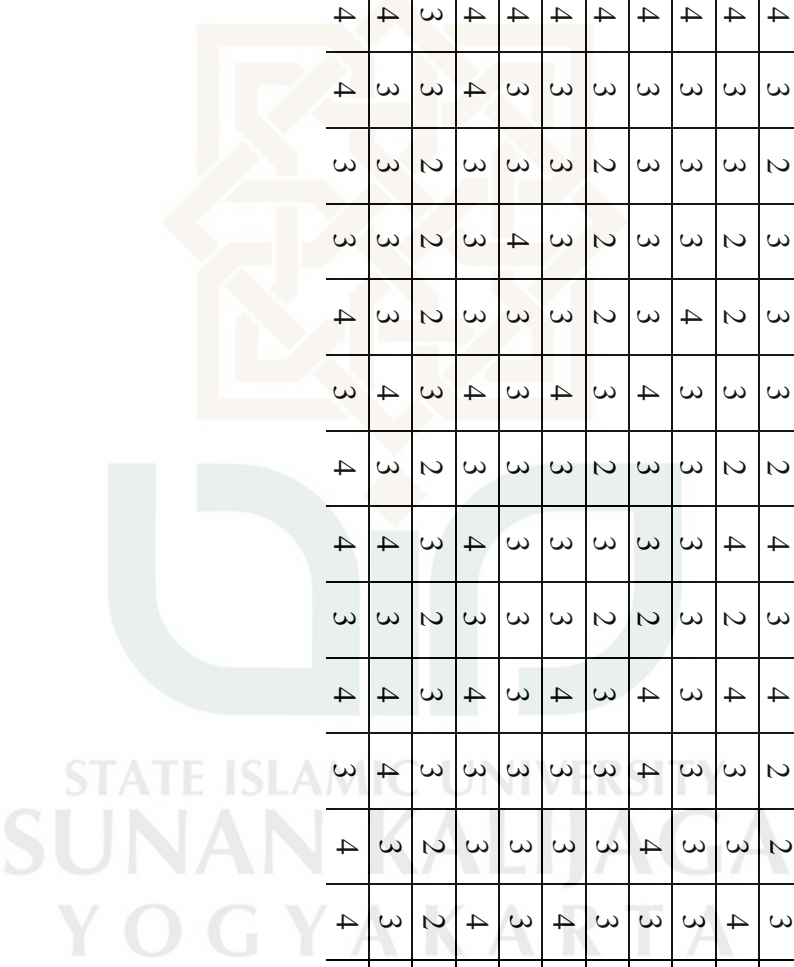 4 3 2 3 3 3 2 4 3 4 2 2 3
4 3 3 2 2 3 2 4 2 4 3 3 4
4 3 3 3 4 3 3 3 3 3 3 3 3
4 3 3 3 3 4 3 3 2 4 4 4 3
4 3 2 2 2 3 2 3 2 3 3 3 3
4 3 3 3 3 4 3 3 3 4 3 3 4
4 3 3 4 3 3 3 3 3 3 3 3 3
4 4 3 3 3 4 3 4 3 4 3 3 4
3 3 2 2 2 3 2 3 2 3 3 2 2
4 3 3 3 3 4 3 4 3 4 4 3 3
4 4 3 3 4 3 4 4 3 4 3 4 4
STATE ISLAMIC UNIVERSITY
SUNAN KALIJAGA
YOGYAKARTA